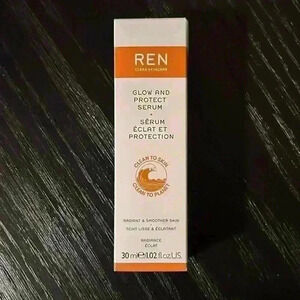 REN
CLEAN SKINCARE
GLOW AND
PROTECT
SERUM
•
SÉRUM
ÉCLAT ET
PROTECTION
CLEAN TO SKIN
CLEAN TO PLANET
RADIANT & SMOOTHER SKIN
•
TEINT LISSE & ÉCLATANT
RADIANCE
ÉCLAT
30 ml ℮ 1.02 fl.oz.US.